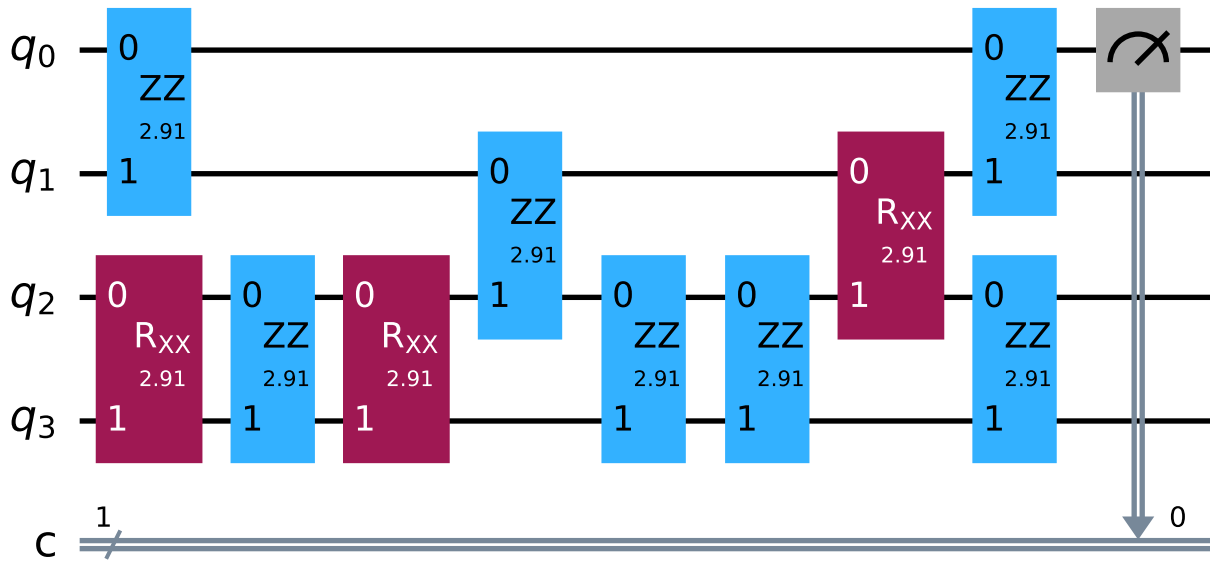 q0 0 0
ZZ ZZ
2.91 2.91
q1 1 0 0 1
ZZ RXX
2.91 2.91
q2 0 0 0 1 0 0 1 0
RXX ZZ RXX ZZ ZZ ZZ
2.91 2.91 2.91 2.91 2.91 2.91
q3 1 1 1 1 1 1
1 0
c